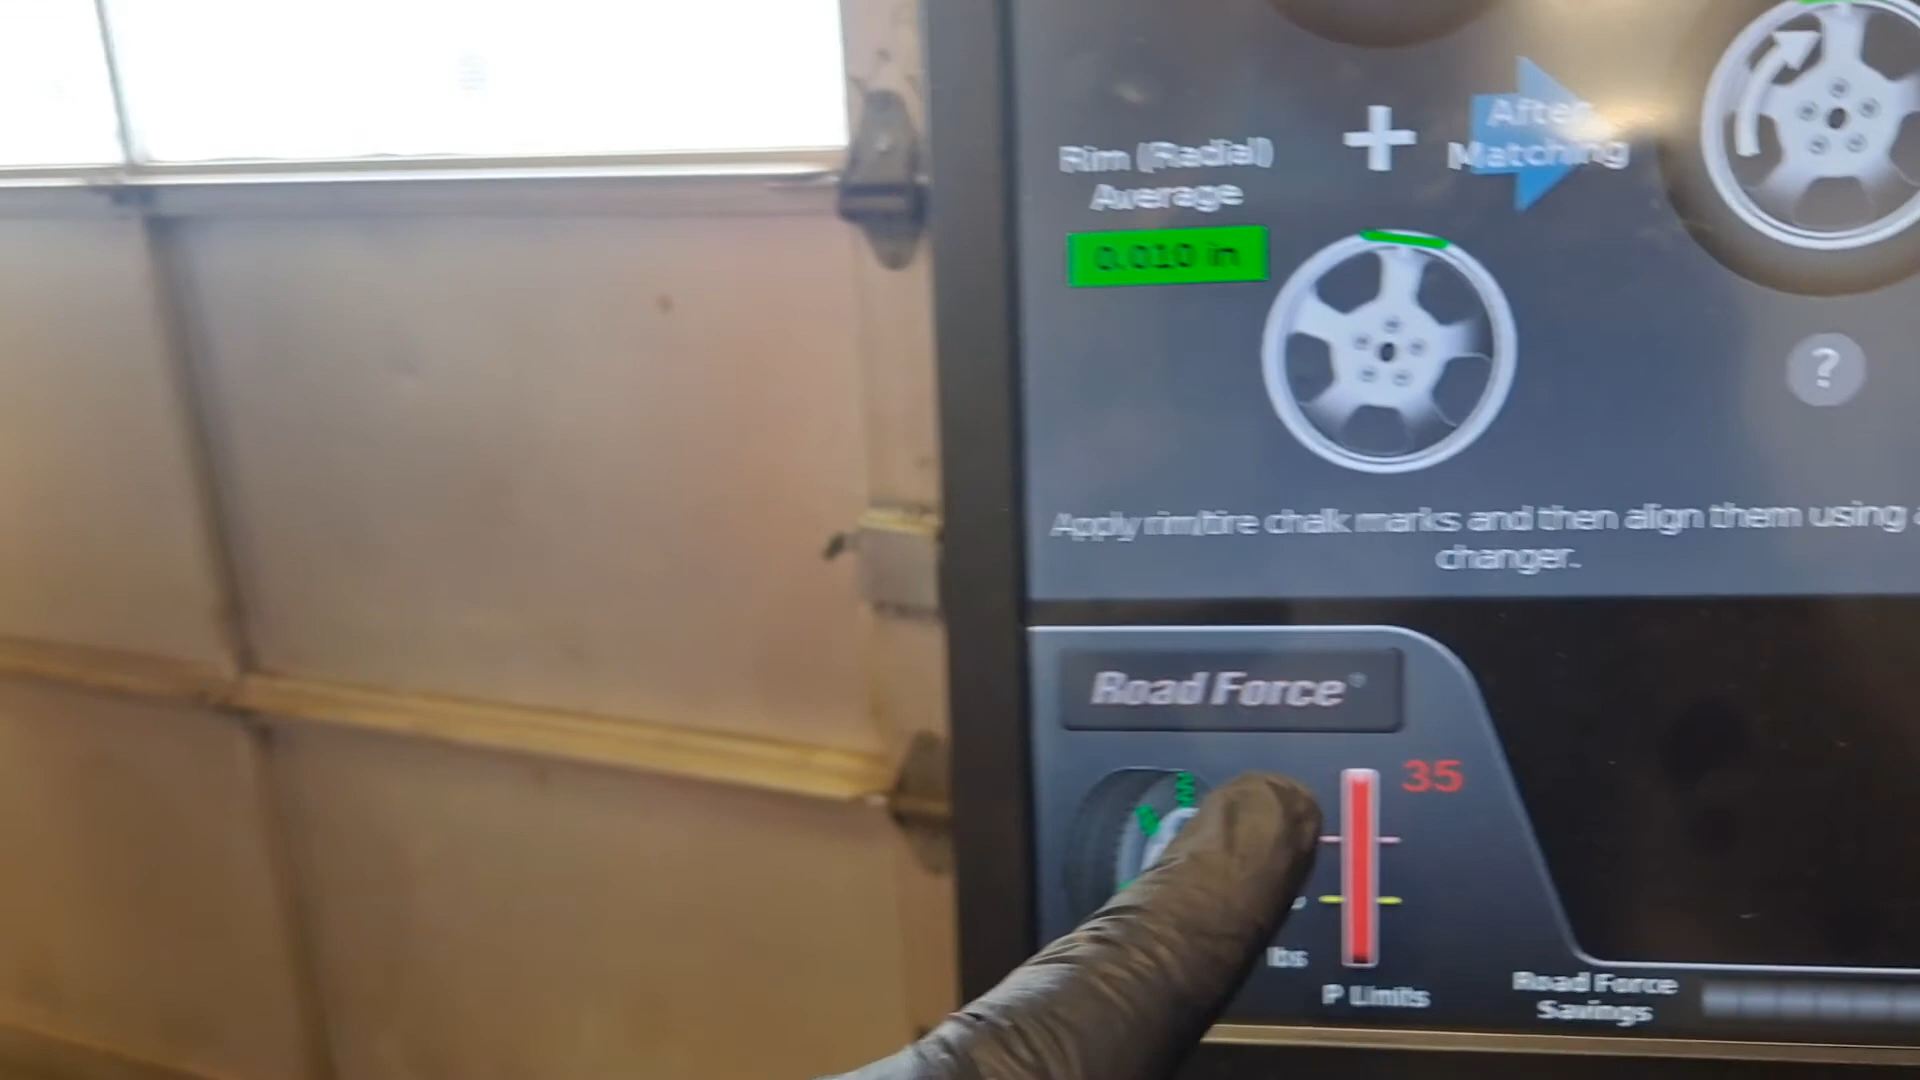 Rim (Radial)
Average
+
After
Matching
0.010 in
?
Apply rim/tire chalk marks and then align them using
changer.
Road Force®
35
lbs
P Limits
Road Force
Savings